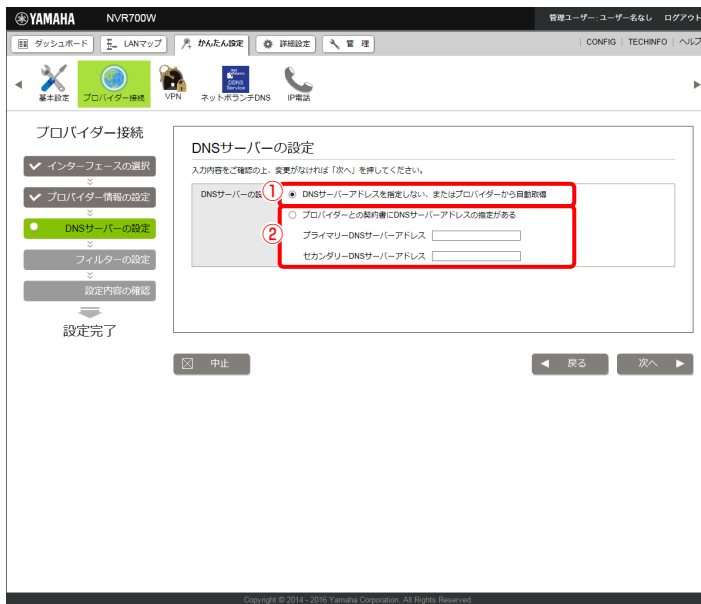 YAMAHA NVR700W 管理ユーザー:ユーザー名なし ログアウト
ダッシュボード LANマップ かんたん設定 詳細設定 管 理 CONFIG TECHINFO ヘルプ
基本設定 プロバイダー接続 VPN Net Volante DDNS Service ネットボランチDNS IP電話
プロバイダー接続
インターフェースの選択
プロバイダー情報の設定
DNSサーバーの設定
フィルターの設定
設定内容の確認
設定完了
DNSサーバーの設定
入力内容をご確認の上、変更がなければ「次へ」を押してください。
DNSサーバーの設
① DNSサーバーアドレスを指定しない、またはプロバイダーから自動取得
② プロバイダーとの契約書にDNSサーバーアドレスの指定がある
プライマリーDNSサーバーアドレス
セカンダリーDNSサーバーアドレス
中止 戻る 次へ
Copyright © 2014 - 2016 Yamaha Corporation. All Rights Reserved.